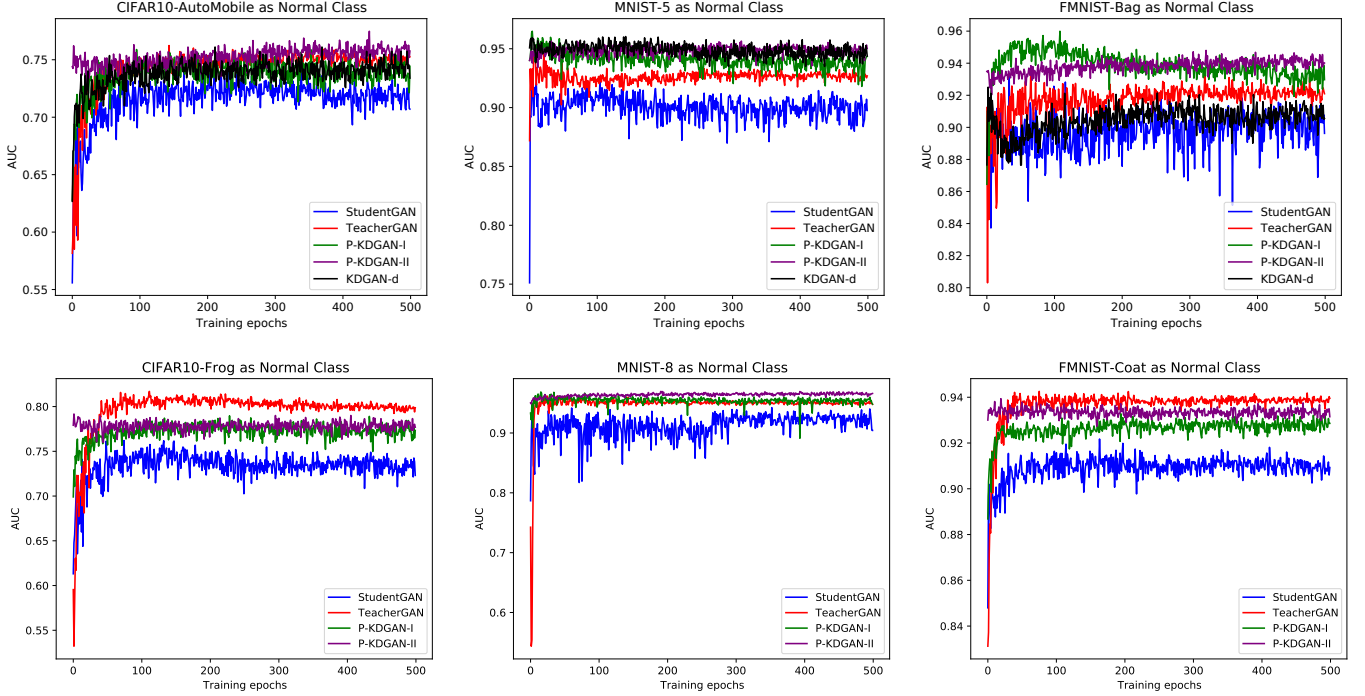 CIFAR10-AutoMobile as Normal Class
AUC
0.75
0.70
0.65
0.60
0.55
0 100 200 300 400 500
Training epochs
StudentGAN
TeacherGAN
P-KDGAN-I
P-KDGAN-II
KDGAN-d
MNIST-5 as Normal Class
AUC
0.95
0.90
0.85
0.80
0.75
0 100 200 300 400 500
Training epochs
StudentGAN
TeacherGAN
P-KDGAN-I
P-KDGAN-II
KDGAN-d
FMNIST-Bag as Normal Class
AUC
0.96
0.94
0.92
0.90
0.88
0.86
0.84
0.82
0.80
0 100 200 300 400 500
Training epochs
StudentGAN
TeacherGAN
P-KDGAN-I
P-KDGAN-II
KDGAN-d
CIFAR10-Frog as Normal Class
AUC
0.80
0.75
0.70
0.65
0.60
0.55
0 100 200 300 400 500
Training epochs
StudentGAN
TeacherGAN
P-KDGAN-I
P-KDGAN-II
MNIST-8 as Normal Class
AUC
0.9
0.8
0.7
0.6
0 100 200 300 400 500
Training epochs
StudentGAN
TeacherGAN
P-KDGAN-I
P-KDGAN-II
FMNIST-Coat as Normal Class
AUC
0.94
0.92
0.90
0.88
0.86
0.84
0 100 200 300 400 500
Training epochs
StudentGAN
TeacherGAN
P-KDGAN-I
P-KDGAN-II